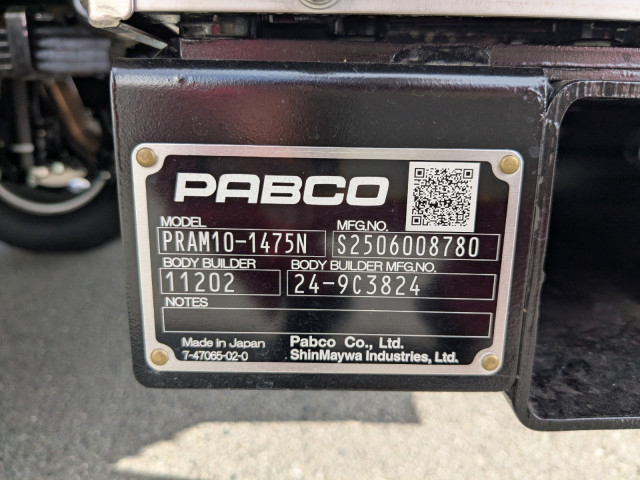 PABCO
MODEL MFG.NO.
PRAM10-1475N S2506008780
BODY BUILDER BODY BUILDER MFG.NO.
11202 24-9C3824
NOTES
Made in Japan Pabco Co., Ltd.
7-47065-02-0 ShinMaywa Industries, Ltd.